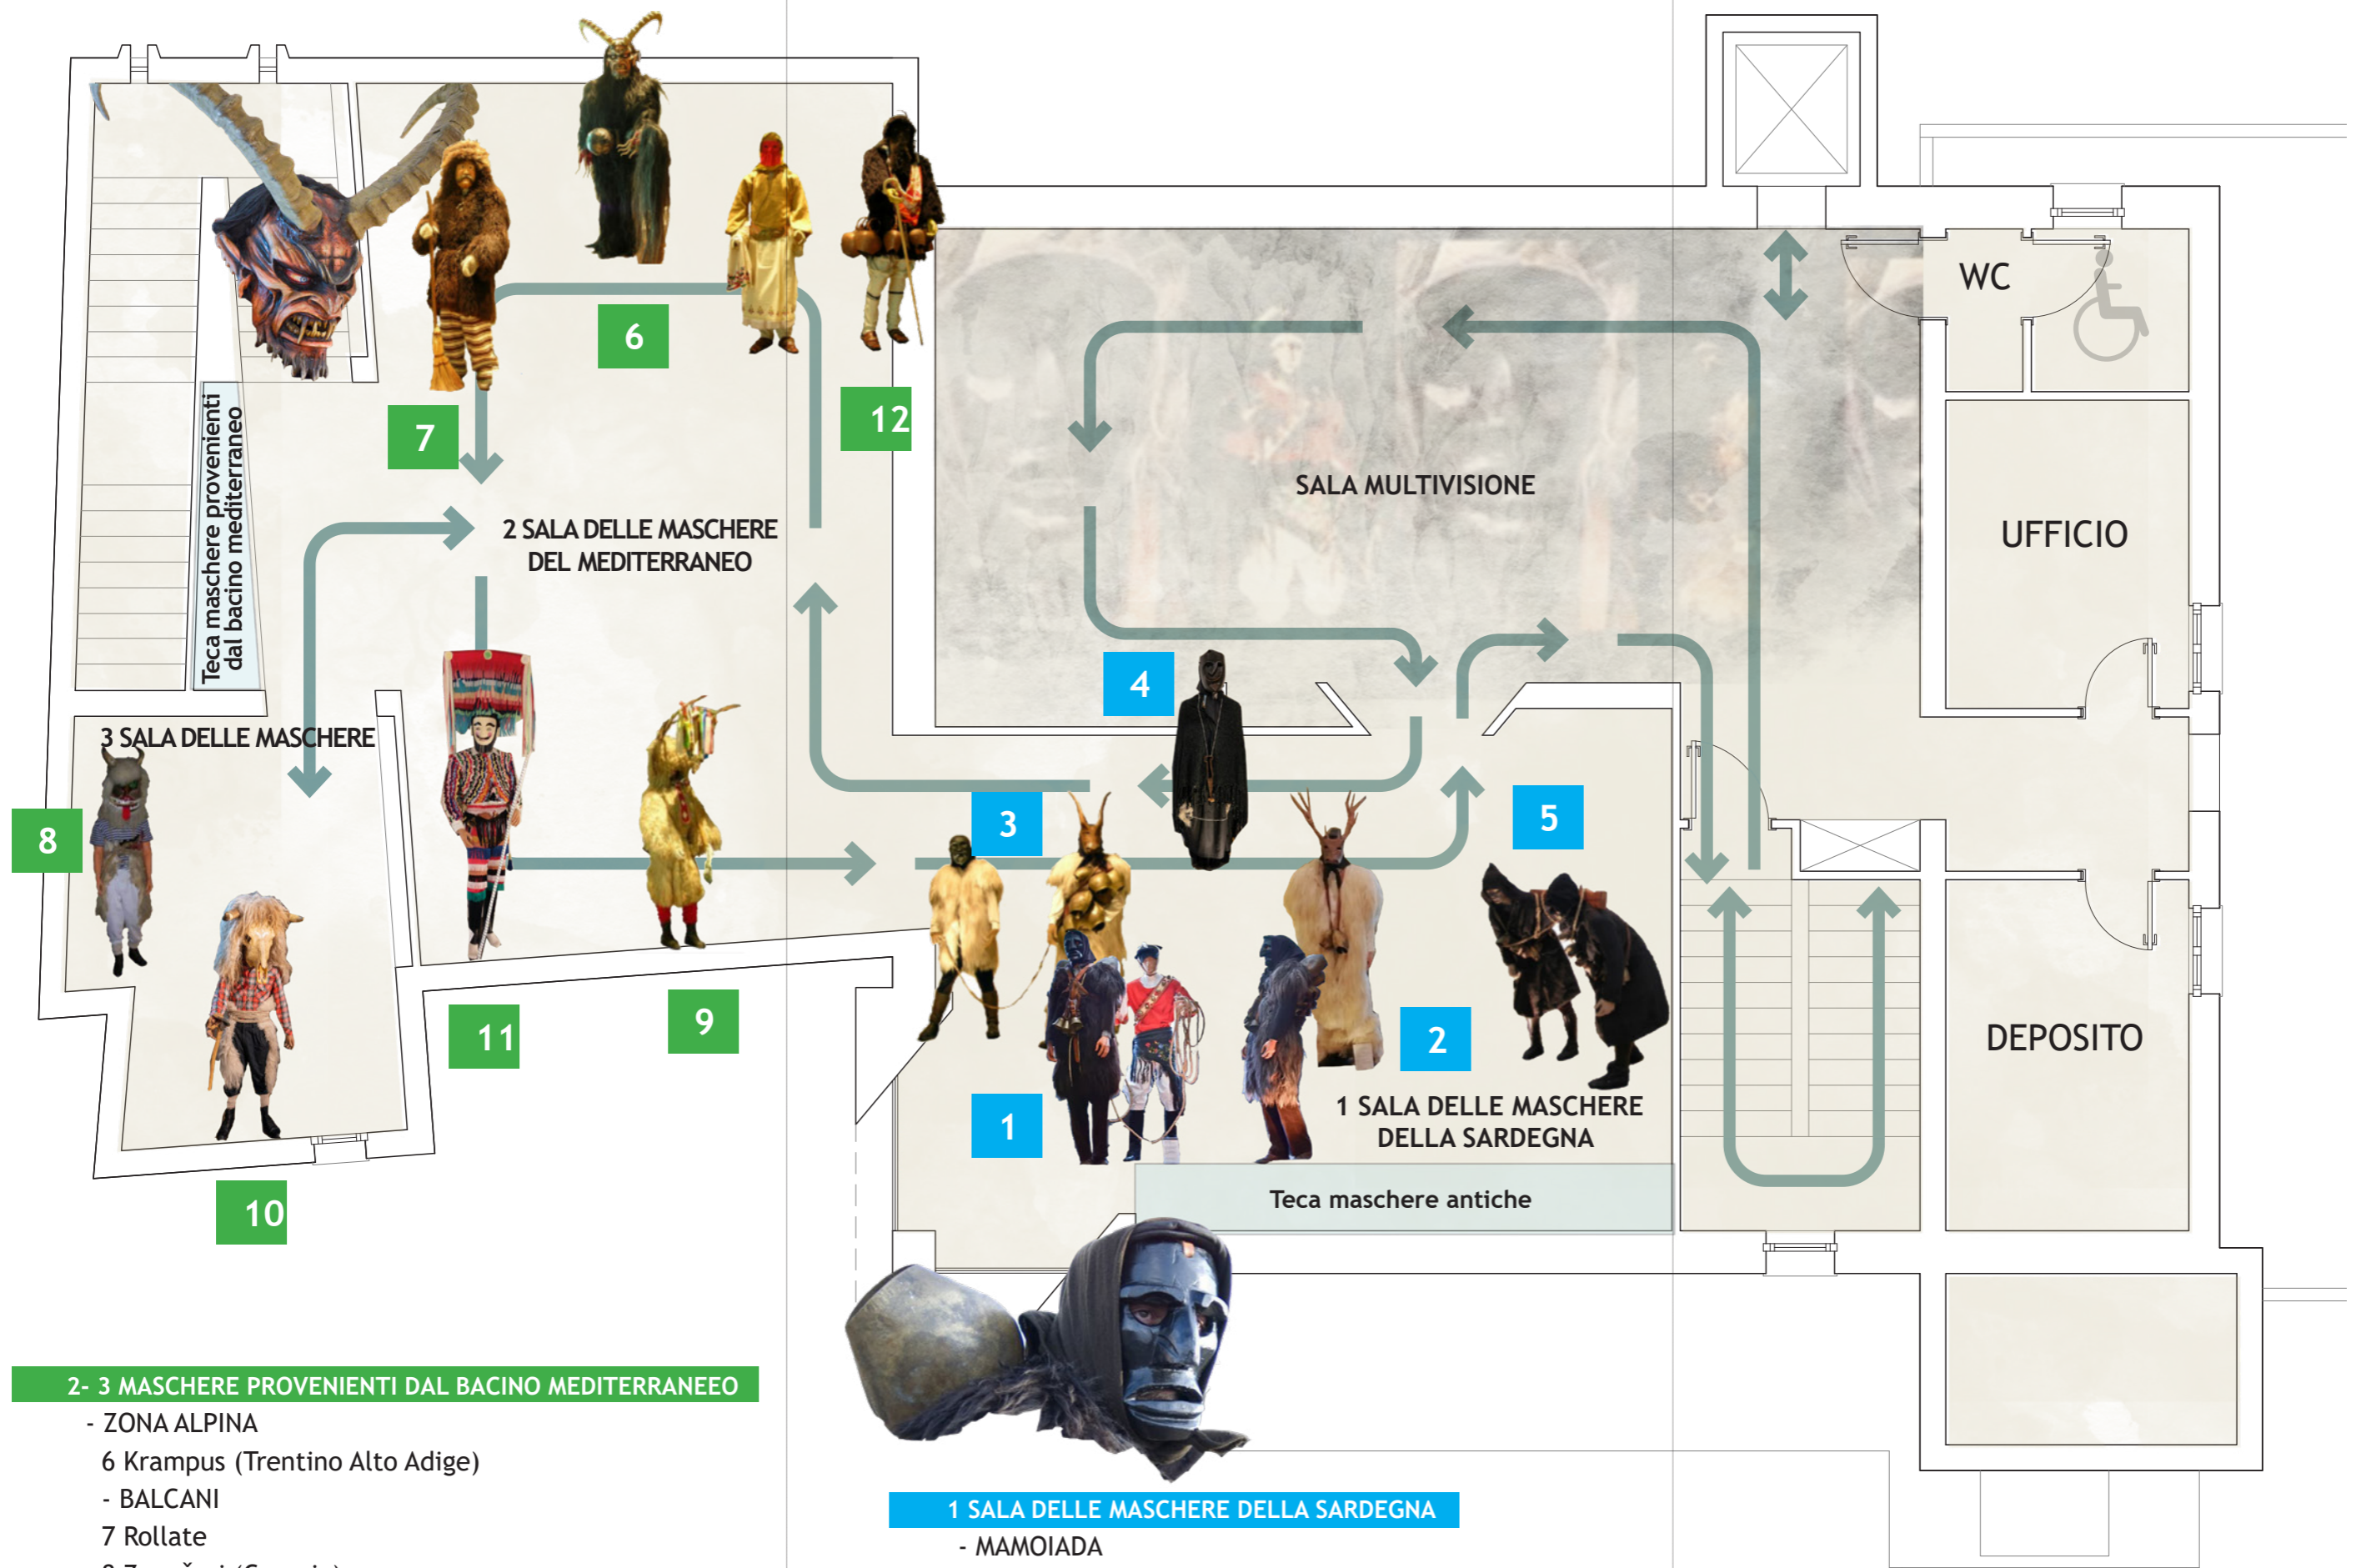 6
7
12
WC
SALA MULTIVISIONE
UFFICIO
Teca maschere provenienti
dal bacino mediterraneo
2 SALA DELLE MASCHERE
DEL MEDITERRANEO
4
3 SALA DELLE MASCHERE
8
3
5
11
9
2
DEPOSITO
1
1 SALA DELLE MASCHERE
DELLA SARDEGNA
10
Teca maschere antiche
2- 3 MASCHERE PROVENIENTI DAL BACINO MEDITERRANEEO
- ZONA ALPINA
6 Krampus (Trentino Alto Adige)
- BALCANI
7 Rollate
1 SALA DELLE MASCHERE DELLA SARDEGNA
- MAMOIADA